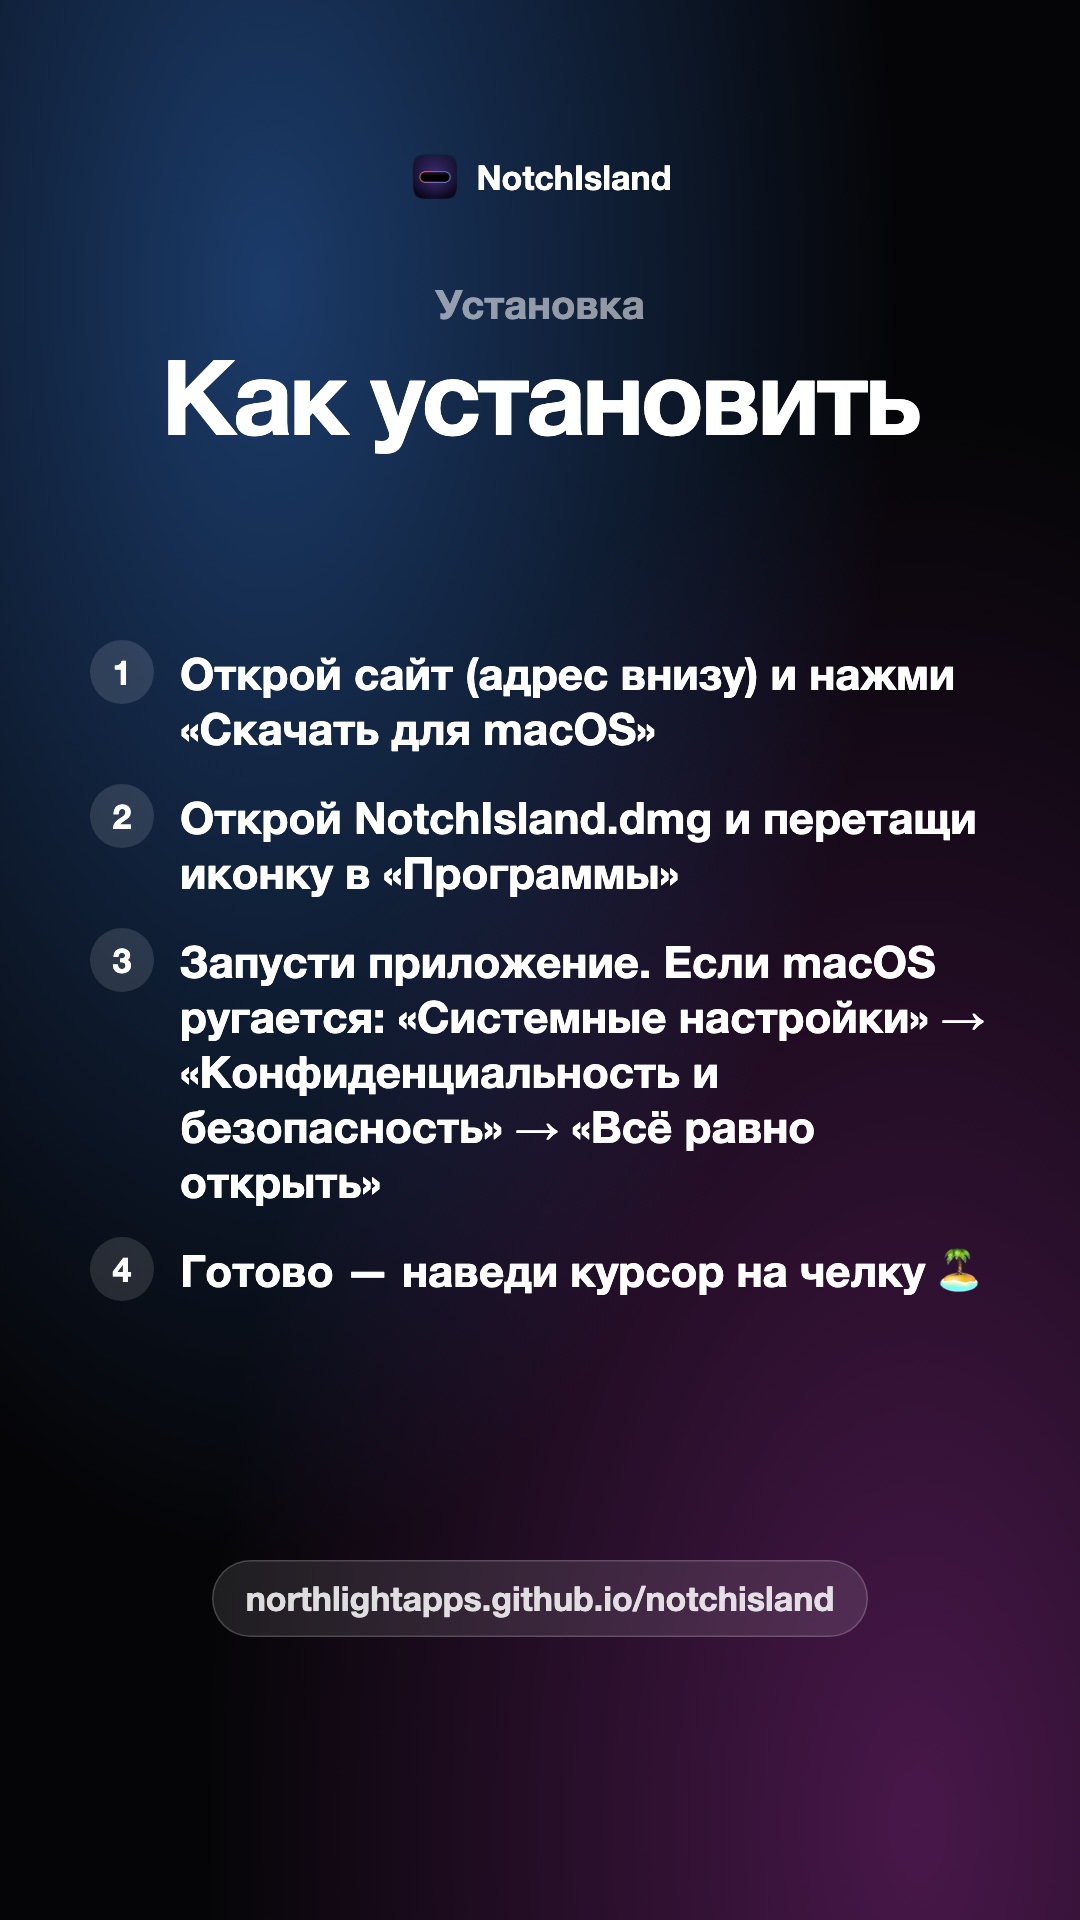 NotchIsland
Установка
Как установить
1 Открой сайт (адрес внизу) и нажми
«Скачать для macOS»
2 Открой NotchIsland.dmg и перетащи
иконку в «Программы»
3 Запусти приложение. Если macOS
ругается: «Системные настройки» →
«Конфиденциальность и
безопасность» → «Всё равно
открыть»
4 Готово — наведи курсор на челку 🏝️
northlightapps.github.io/notchisland